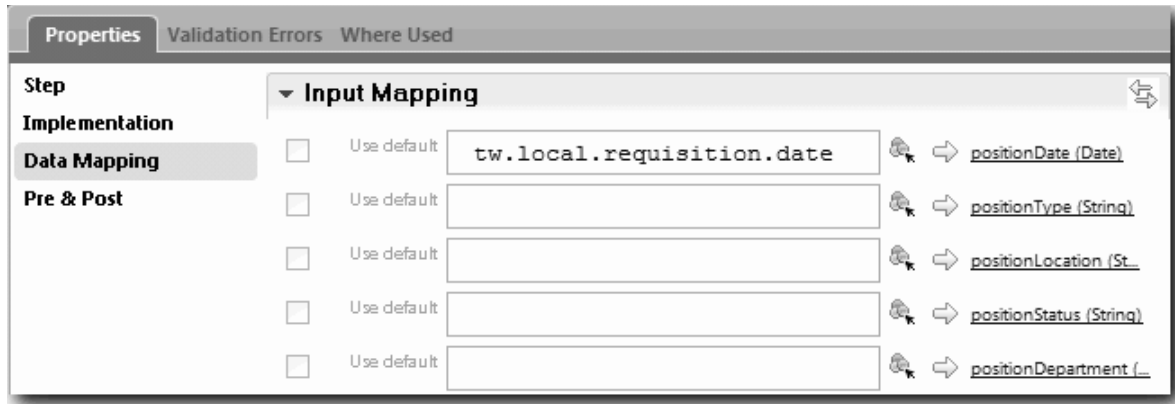 Properties Validation Errors Where Used
Step
Implementation
Data Mapping
Pre & Post
Input Mapping
Use default tw.local.requisition.date positionDate (Date)
Use default positionType (String)
Use default positionLocation (St...
Use default positionStatus (String)
Use default positionDepartment (...